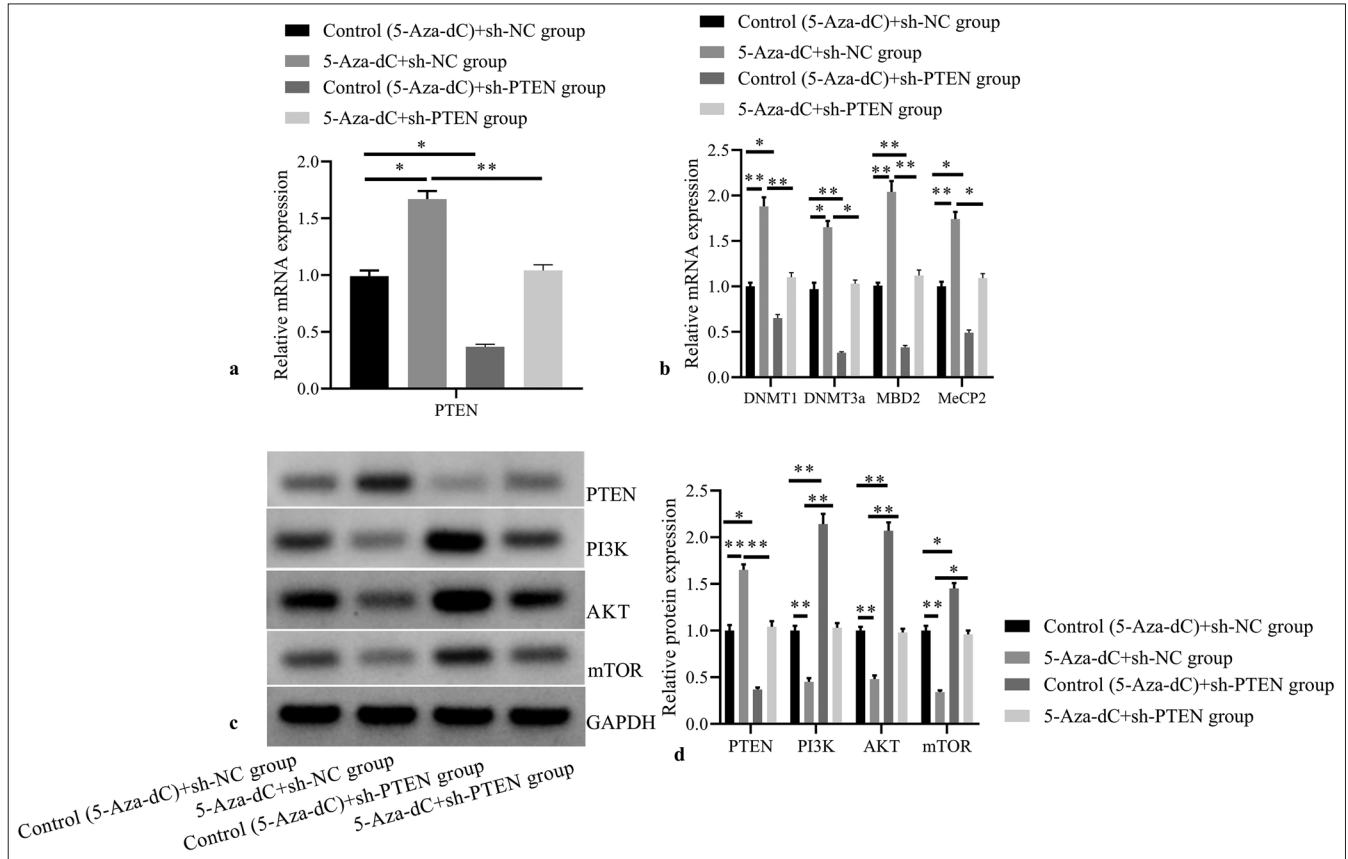 Control (5-Aza-dC)+sh-NC group
5-Aza-dC+sh-NC group
Control (5-Aza-dC)+sh-PTEN group
5-Aza-dC+sh-PTEN group
*
*
**
2.0
1.5
1.0
0.5
0.0
Relative mRNA expression
PTEN
a
Control (5-Aza-dC)+sh-NC group
5-Aza-dC+sh-NC group
Control (5-Aza-dC)+sh-PTEN group
5-Aza-dC+sh-PTEN group
* ** *
** ** ** * * ** ** ** *
2.5
2.0
1.5
1.0
0.5
0.0
Relative mRNA expression
DNMT1 DNMT3a MBD2 MeCP2
b
PTEN
PI3K
AKT
mTOR
GAPDH
c
Control (5-Aza-dC)+sh-NC group
5-Aza-dC+sh-NC group
Control (5-Aza-dC)+sh-PTEN group
5-Aza-dC+sh-PTEN group
** **
* ** ** *
**** ** ** ** *
2.5
2.0
1.5
1.0
0.5
0.0
Relative protein expression
PTEN PI3K AKT mTOR
d
Control (5-Aza-dC)+sh-NC group
5-Aza-dC+sh-NC group
Control (5-Aza-dC)+sh-PTEN group
5-Aza-dC+sh-PTEN group